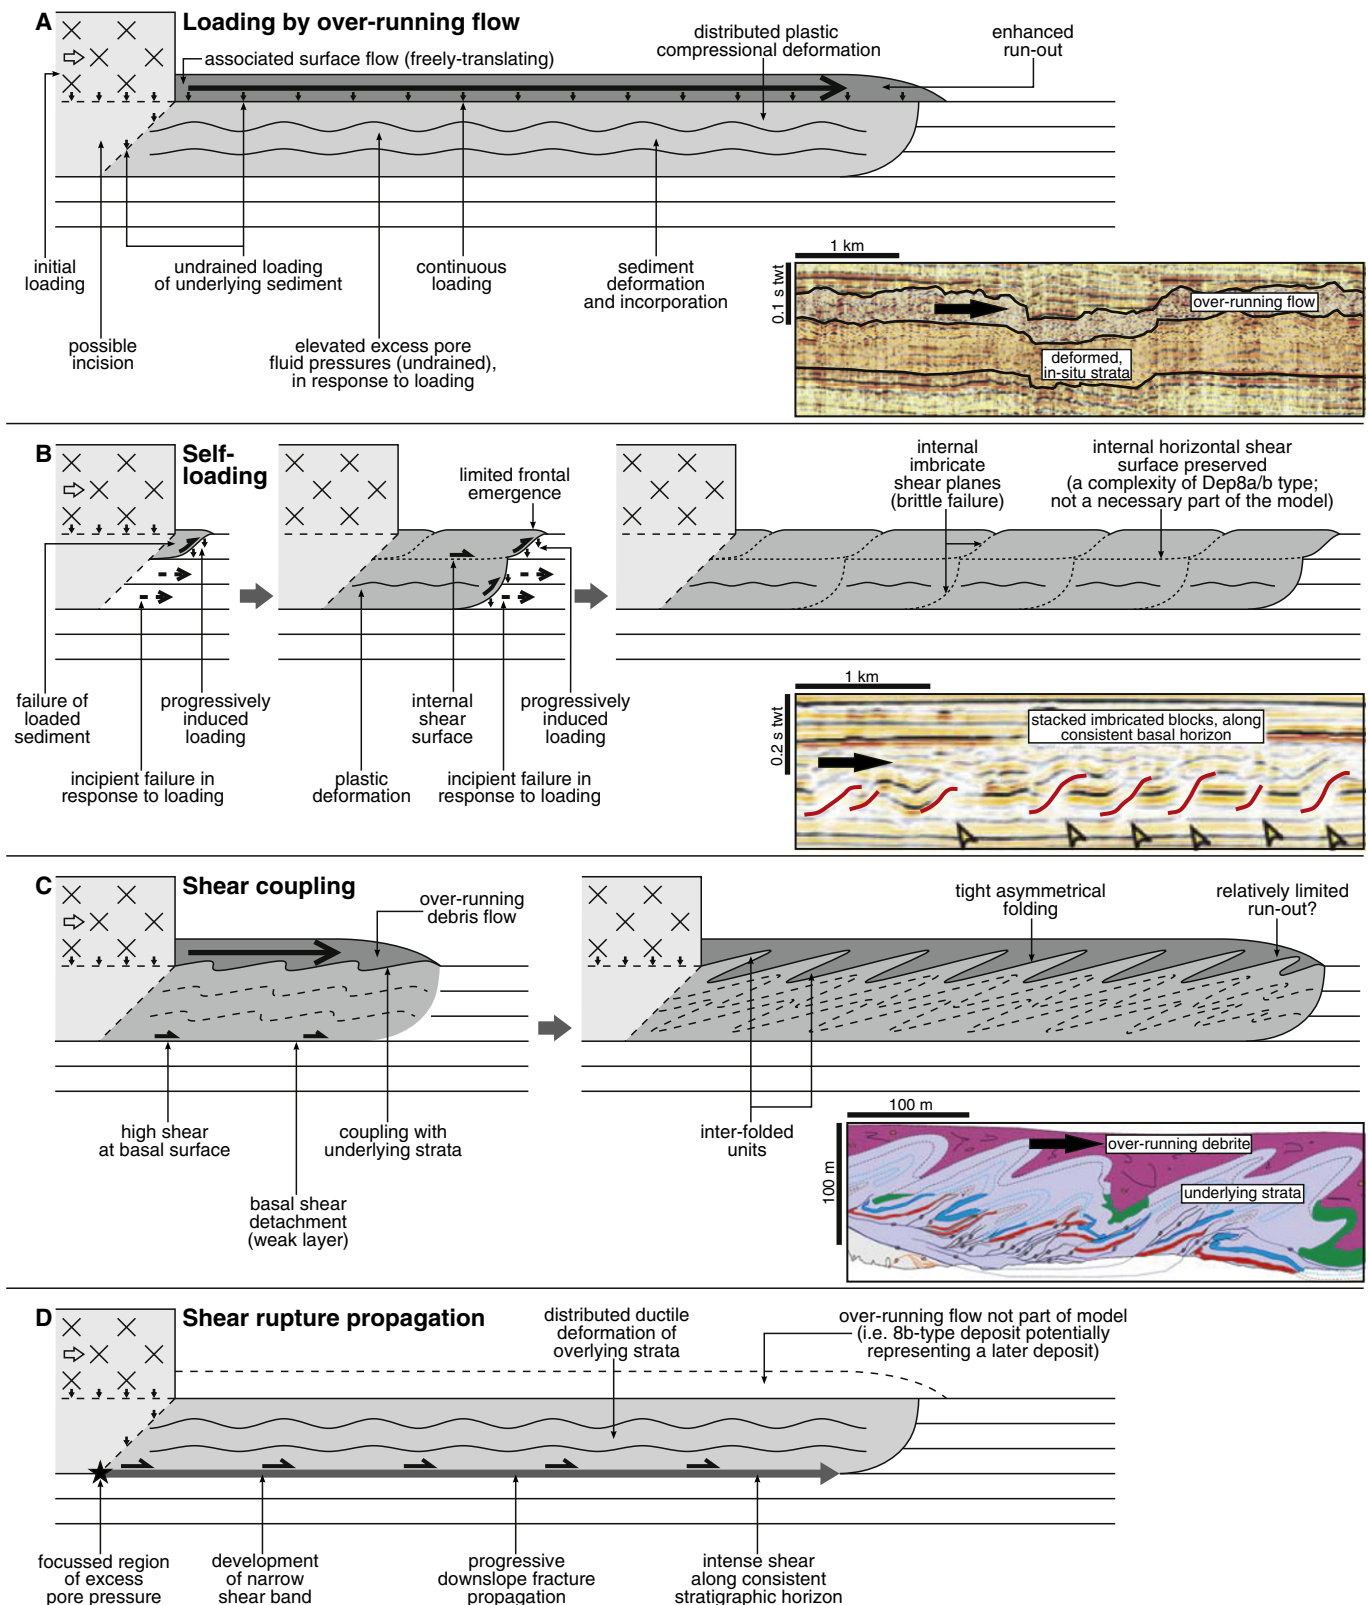 A Loading by over-running flow
associated surface flow (freely-translating)
distributed plastic
compressional deformation
enhanced
run-out
initial
loading
undrained loading
of underlying sediment
continuous
loading
sediment
deformation
and incorporation
possible
incision
elevated excess pore
fluid pressures (undrained),
in response to loading
1 km
0.1 s twt
over-running flow
deformed,
in-situ strata
B Self-
loading
limited frontal
emergence
internal
imbricate
shear planes
(brittle failure)
internal horizontal shear
surface preserved
(a complexity of Dep8a/b type;
not a necessary part of the model)
failure of
loaded
sediment
progressively
induced
loading
internal
shear
surface
progressively
induced
loading
incipient failure in
response to loading
plastic
deformation
incipient failure in
response to loading
1 km
0.2 s twt
stacked imbricated blocks, along
consistent basal horizon
C Shear coupling
over-running
debris flow
tight asymmetrical
folding
relatively limited
run-out?
high shear
at basal surface
coupling with
underlying strata
basal shear
detachment
(weak layer)
inter-folded
units
100 m
100 m
over-running debrite
underlying strata
D Shear rupture propagation
distributed ductile
deformation of
overlying strata
over-running flow not part of model
(i.e. 8b-type deposit potentially
representing a later deposit)
focussed region
of excess
pore pressure
development
of narrow
shear band
progressive
downslope fracture
propagation
intense shear
along consistent
stratigraphic horizon